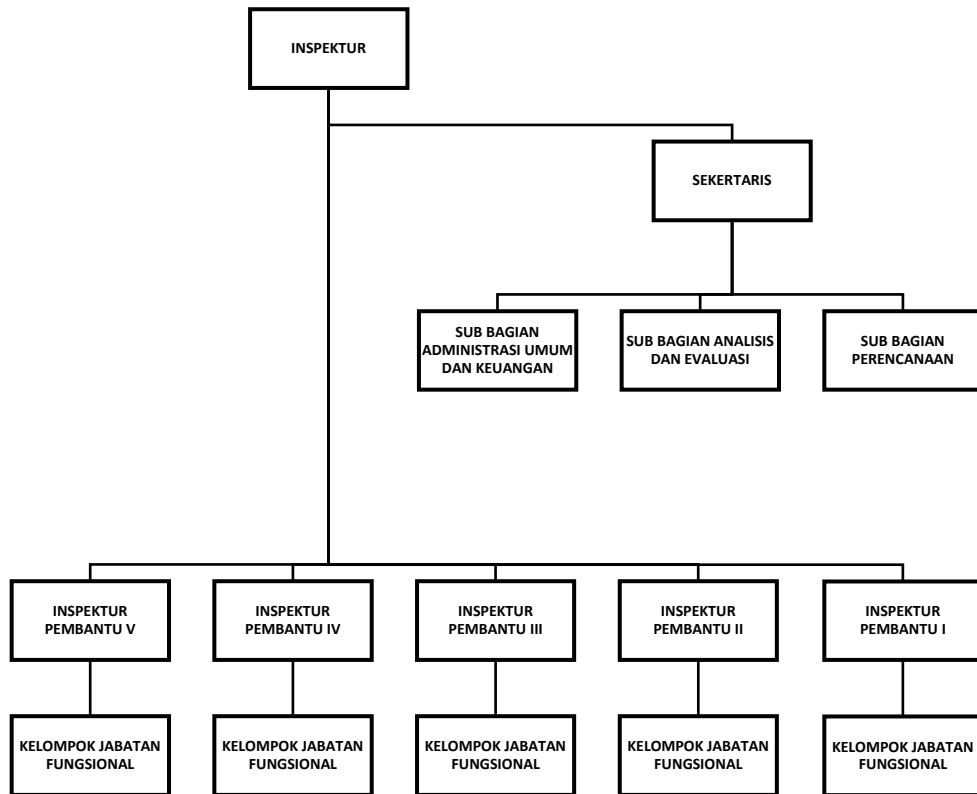 INSPEKTUR
SEKERTARIS
SUB BAGIAN
ADMINISTRASI UMUM
DAN KEUANGAN
SUB BAGIAN ANALISIS
DAN EVALUASI
SUB BAGIAN
PERENCANAAN
INSPEKTUR
PEMBANTU V
INSPEKTUR
PEMBANTU IV
INSPEKTUR
PEMBANTU III
INSPEKTUR
PEMBANTU II
INSPEKTUR
PEMBANTU I
KELOMPOK JABATAN
FUNGSIONAL
KELOMPOK JABATAN
FUNGSIONAL
KELOMPOK JABATAN
FUNGSIONAL
KELOMPOK JABATAN
FUNGSIONAL
KELOMPOK JABATAN
FUNGSIONAL